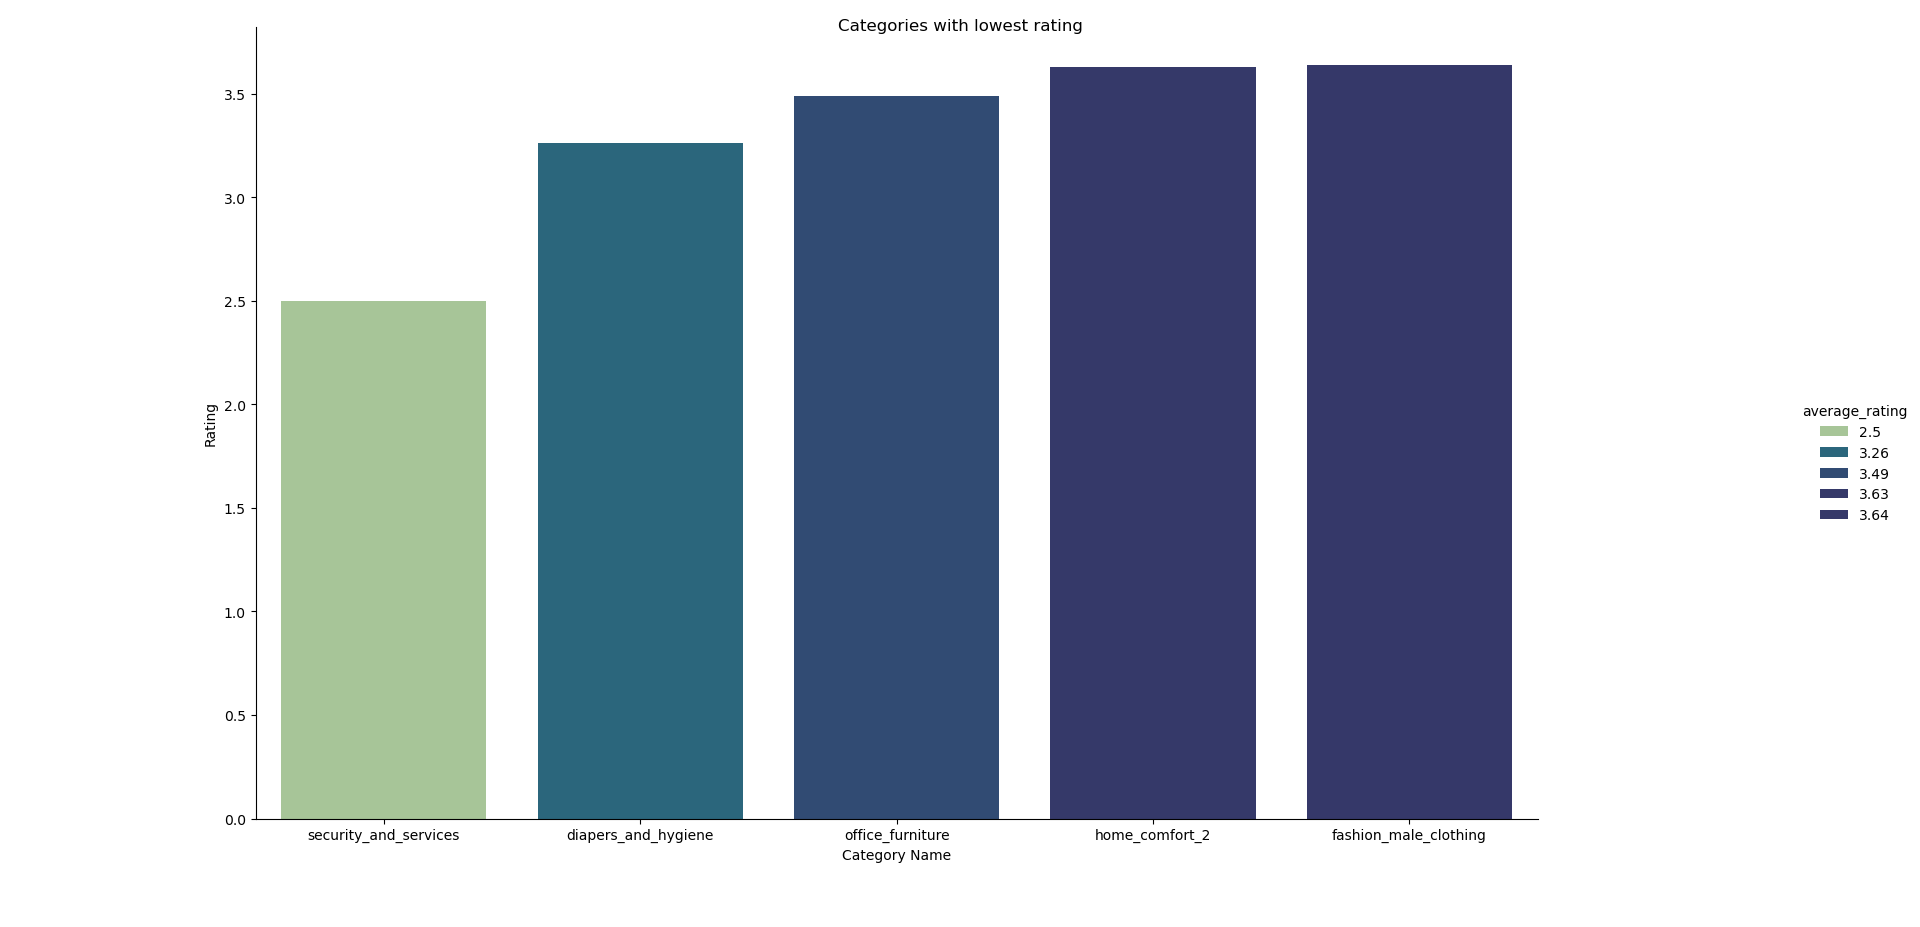 Categories with lowest rating
3.5
3.0
2.5
2.0
1.5
1.0
0.5
0.0
Rating
security_and_services
diapers_and_hygiene
office_furniture
home_comfort_2
fashion_male_clothing
Category Name
average_rating
2.5
3.26
3.49
3.63
3.64